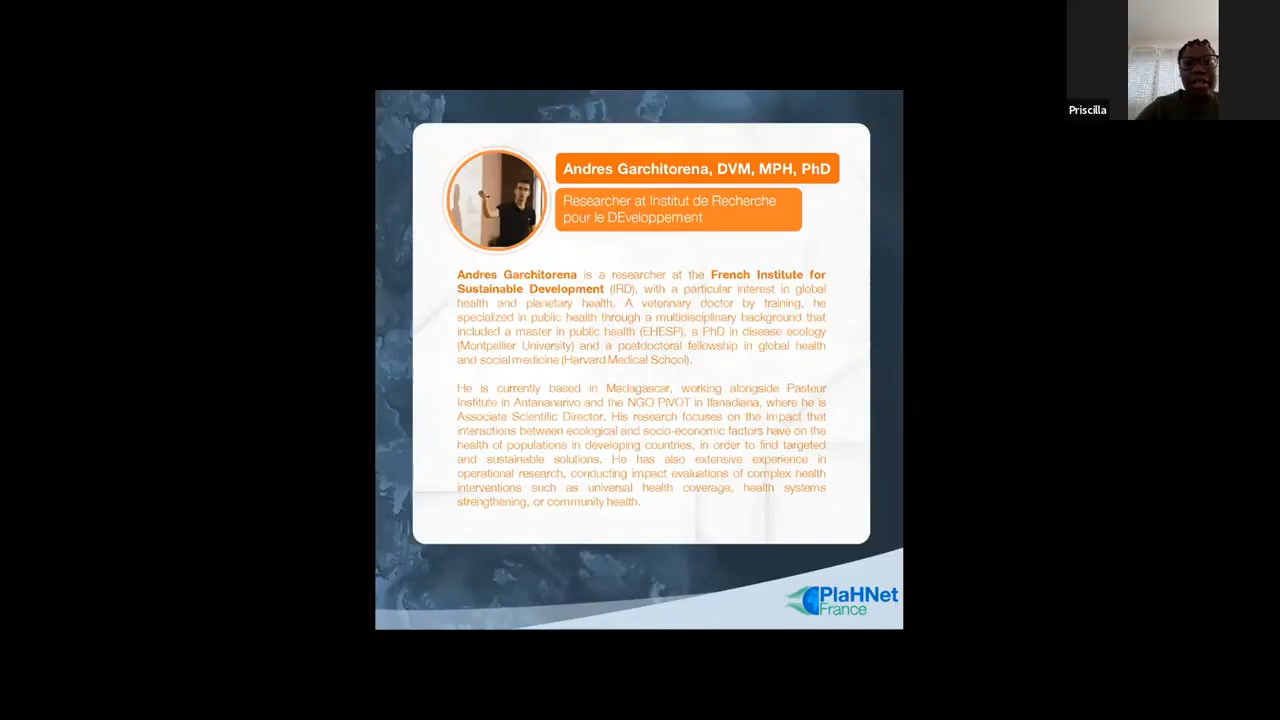 Priscilla
Andres Garchitorena, DVM, MPH, PhD
Researcher at Institut de Recherche
pour le DEveloppement
Andres Garchitorena is a researcher at the French Institute for
Sustainable Development (IRD), with a particular interest in global
health and planetary health. A veterinary doctor by training, he
specialized in public health through a multidisciplinary background that
included a master in public health (EHESP), a PhD in disease ecology
(Montpellier University) and a postdoctoral fellowship in global health
and social medicine (Harvard Medical School).
He is currently based in Madagascar, working alongside Pasteur
Institute in Antananarivo and the NGO PIVOT in Ifanadiana, where he is
Associate Scientific Director. His research focuses on the impact that
interactions between ecological and socio-economic factors have on the
health of populations in developing countries, in order to find targeted
and sustainable solutions. He has also extensive experience in
operational research, conducting impact evaluations of complex health
interventions such as universal health coverage, health systems
strengthening, or community health.
PlaHNet
France